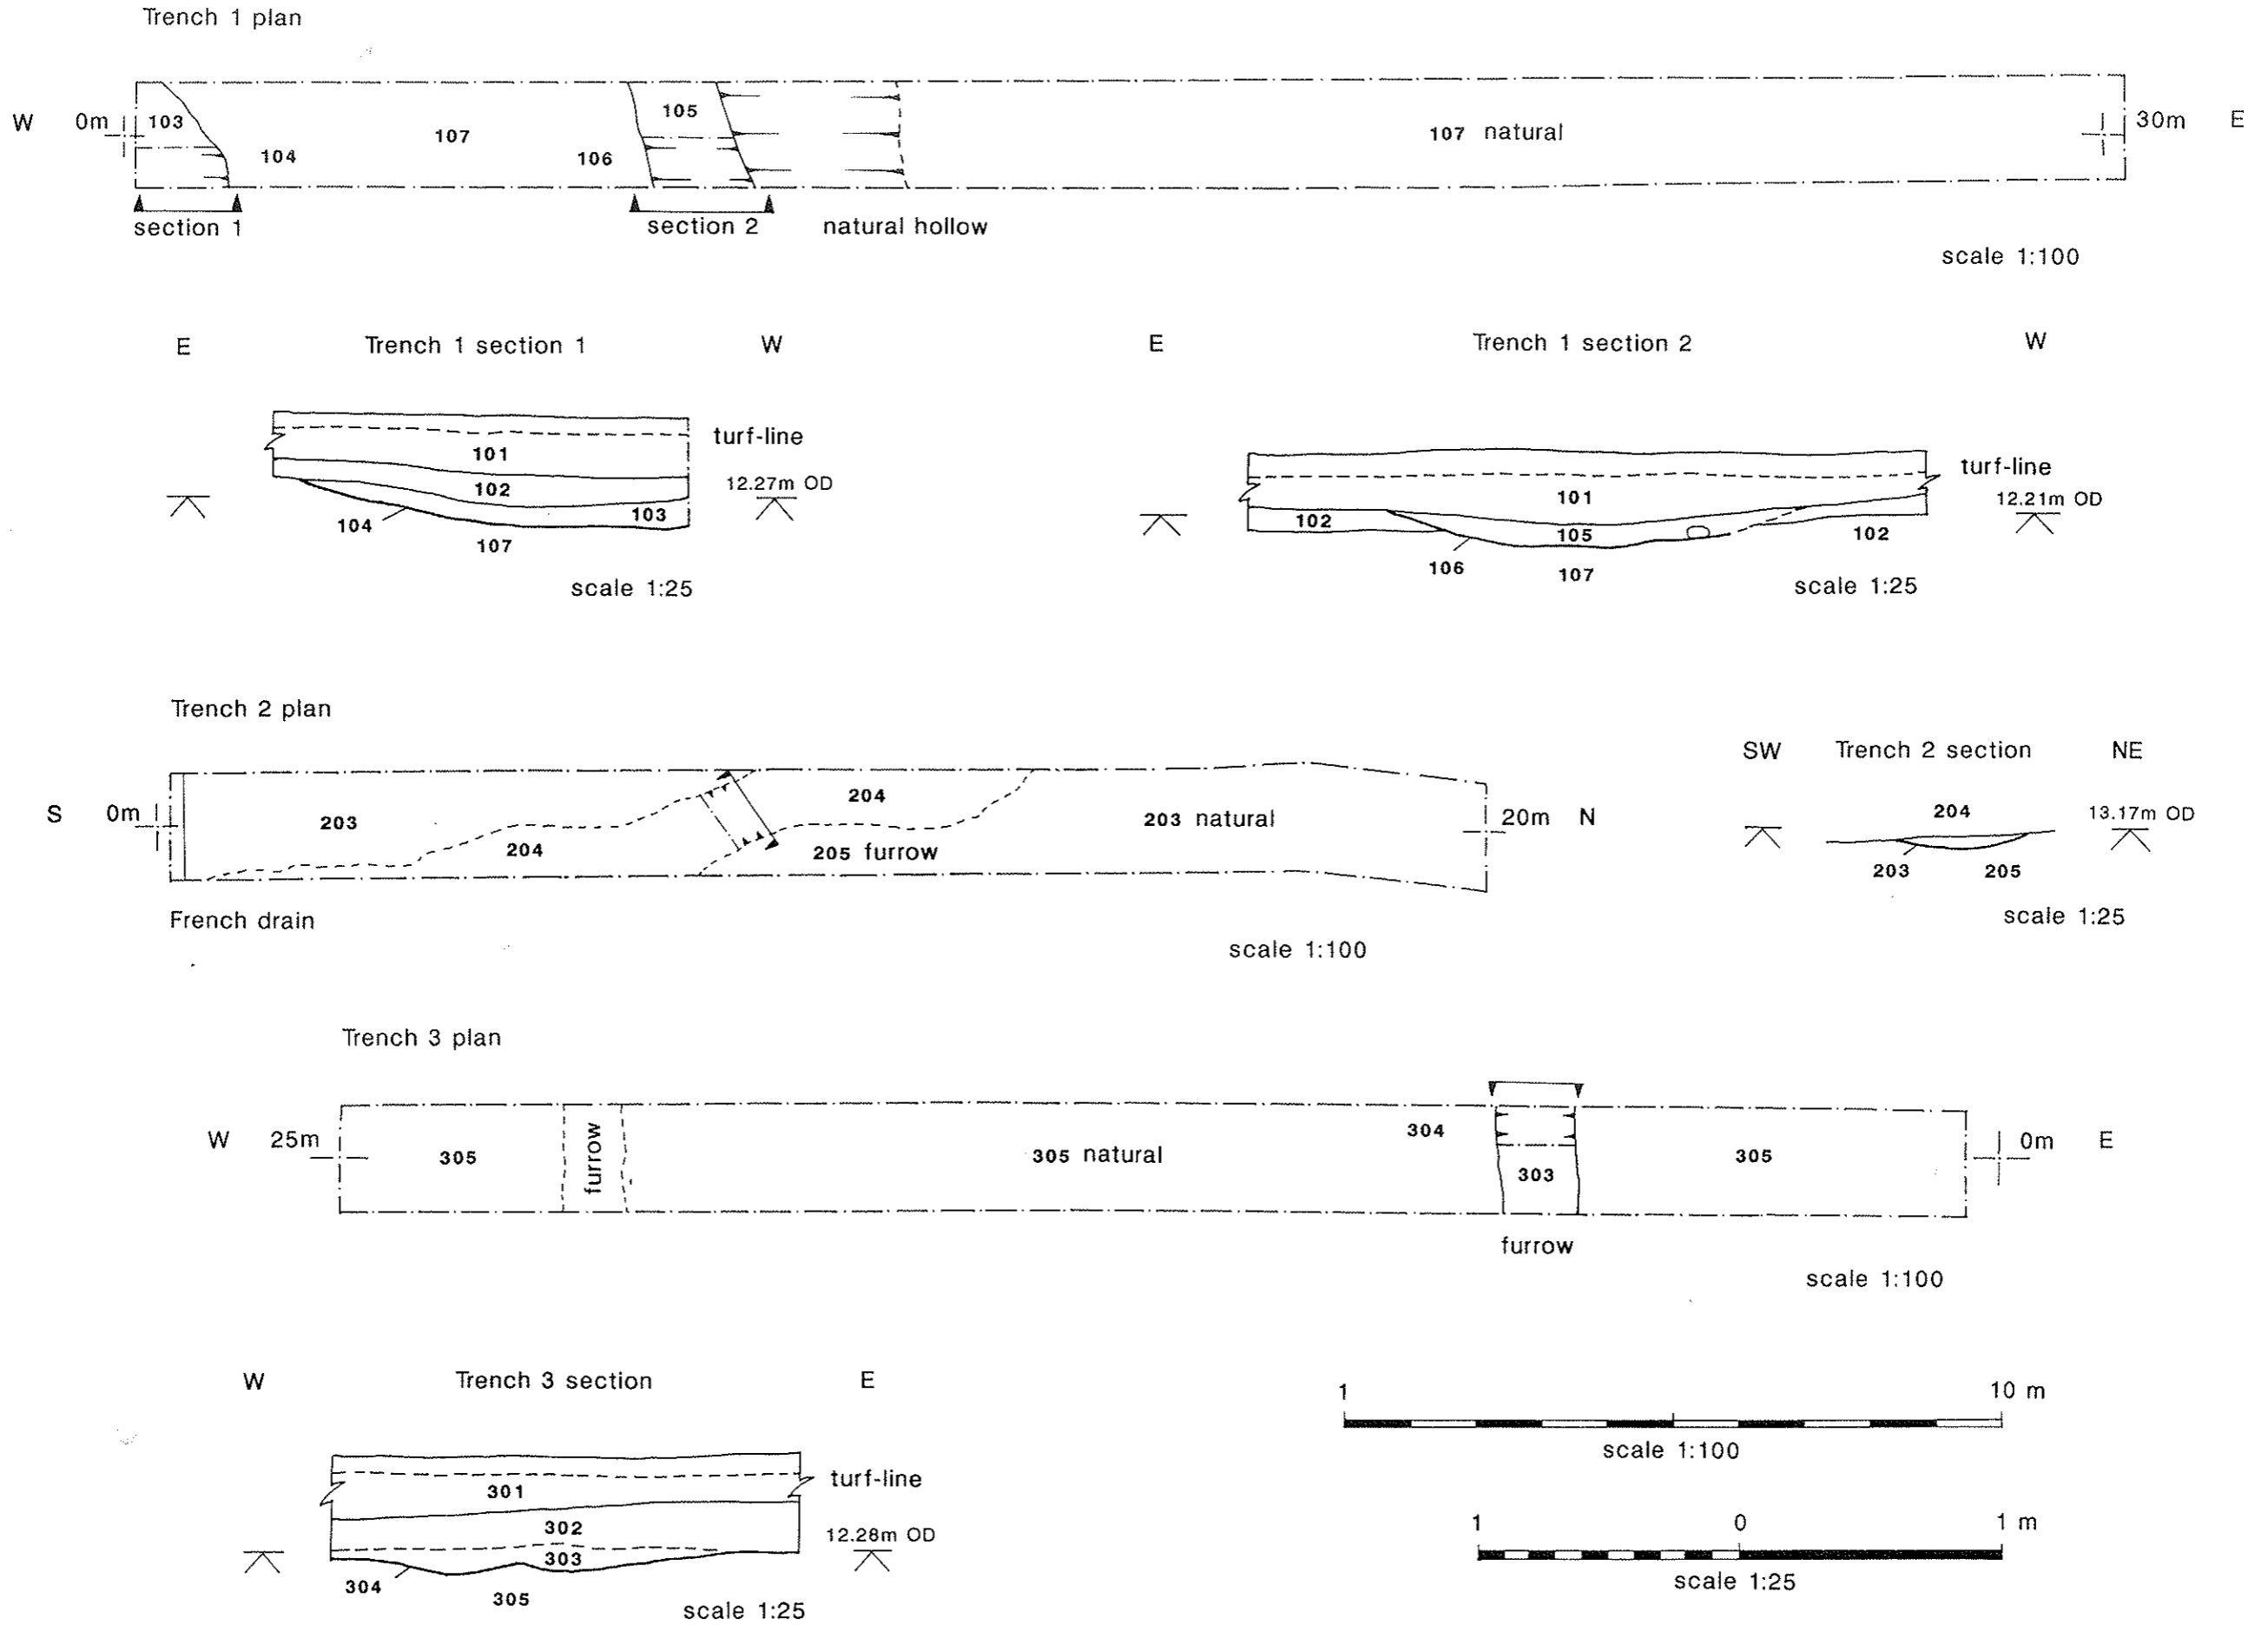 Trench 1 plan
W 0m 103 104 107 106 105 107 natural 30m E
section 1 section 2 natural hollow
scale 1:100
E Trench 1 section 1 W
turf-line
101
102
12.27m OD
103
104
107
scale 1:25
E Trench 1 section 2 W
turf-line
101
12.21m OD
102 105 102
106 107
scale 1:25
Trench 2 plan
S 0m 203 204 204 205 furrow 203 natural 20m N
French drain
scale 1:100
SW Trench 2 section NE
204
13.17m OD
203 205
scale 1:25
Trench 3 plan
W 25m 305 furrow 305 natural 304 303 305 0m E
furrow
scale 1:100
W Trench 3 section E
turf-line
301
302
12.28m OD
303
304
305
scale 1:25
1 10 m
scale 1:100
1 0 1 m
scale 1:25